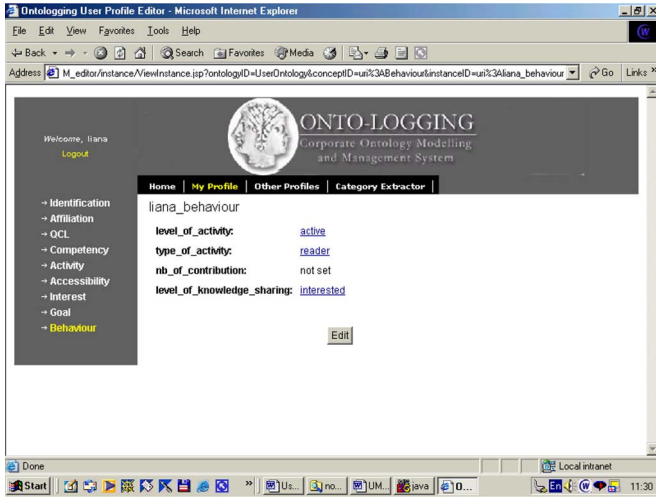 Ontologging User Profile Editor - Microsoft Internet Explorer
File Edit View Favorites Tools Help
Back Search Favorites Media
Address M_editor/instance/ViewInstance.jsp?ontologyID=UserOntology&conceptID=uri%3ABehaviour&instanceID=uri%3Aliana_behaviour Go Links »
Welcome, liana
Logout
ONTO-LOGGING
Corporate Ontology Modelling
and Management System
Home | My Profile | Other Profiles | Category Extractor |
→ Identification
→ Affiliation
→ QCL
→ Competency
→ Activity
→ Accessibility
→ Interest
→ Goal
→ Behaviour
liana_behaviour
level_of_activity: active
type_of_activity: reader
nb_of_contribution: not set
level_of_knowledge_sharing: interested
Edit
Done Local intranet
Start » Us... no... UM... java O... En 11:30